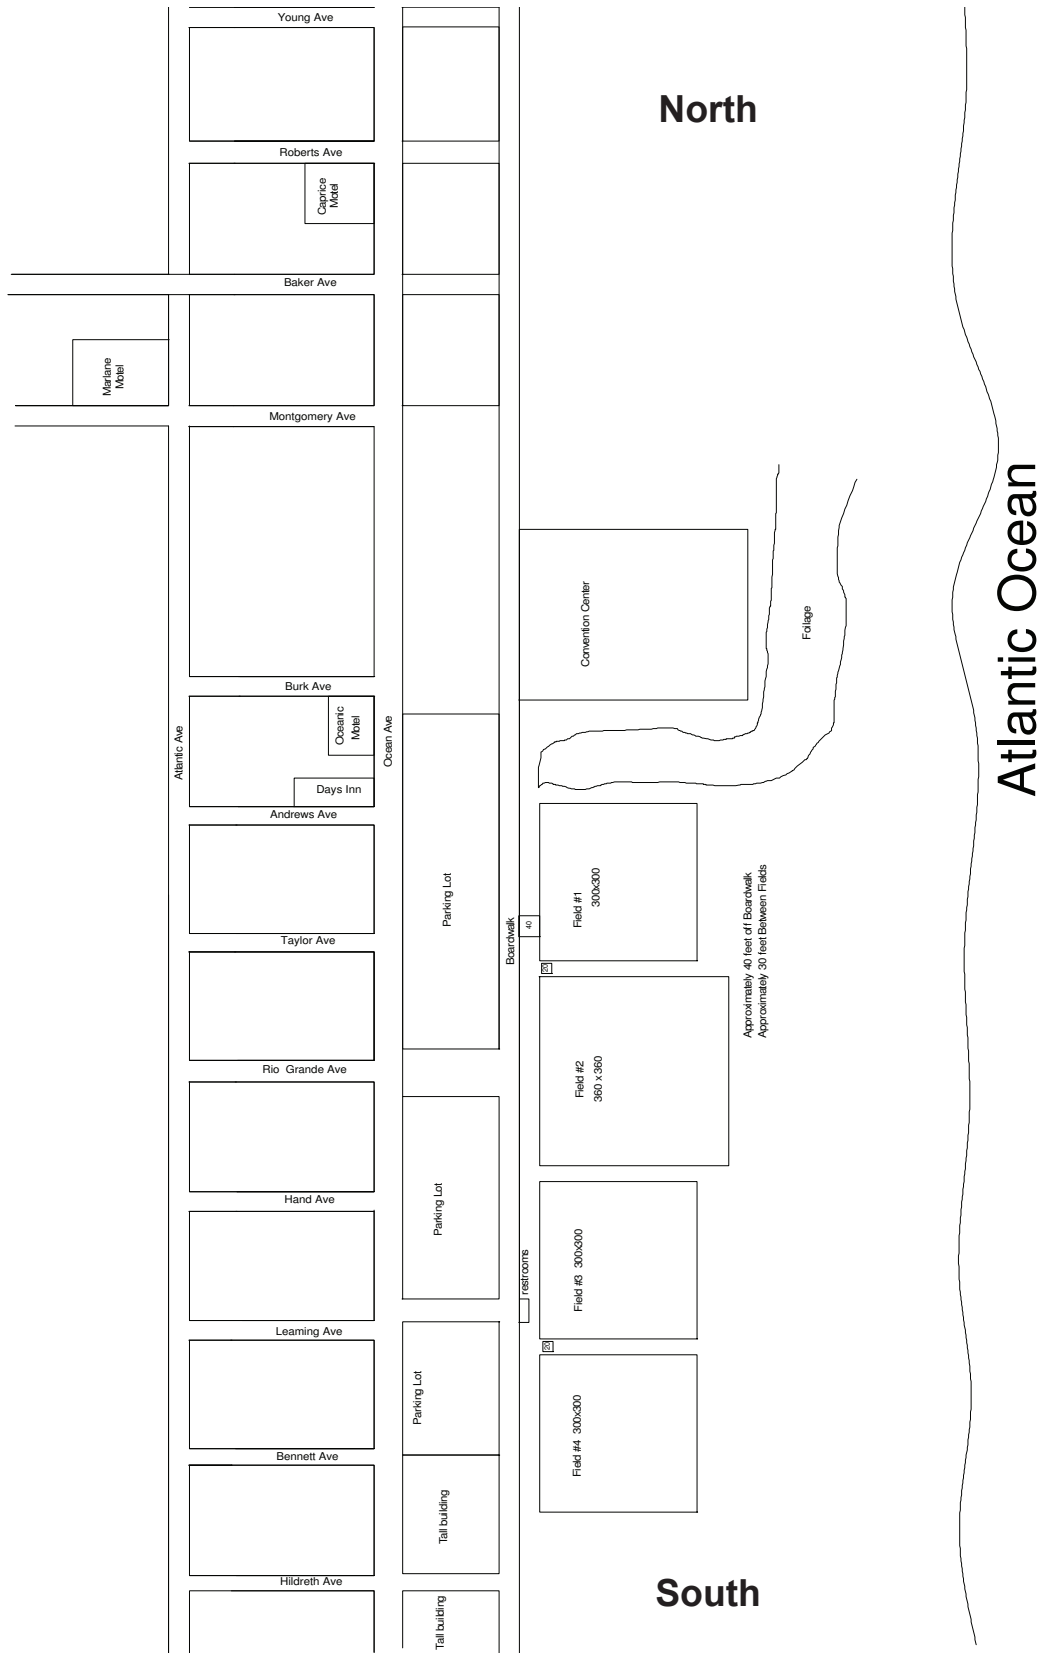 Young Ave
North
Roberts Ave
Caprice
Motel
Baker Ave
Marlane
Motel
Montgomery Ave
Atlantic Ocean
Convention Center
Foilage
Burk Ave
Oceanic
Motel
Atlantic Ave
Ocean Ave
Days Inn
Andrews Ave
Parking Lot
Field #1
300x300
Boardwalk
40
Taylor Ave
20
Approximately 40 feet off Boardwalk
Approximately 30 feet Between Fields
Rio Grande Ave
Field #2
360 x 360
Hand Ave
Parking Lot
restrooms
Field #3 300x300
Leaming Ave
20
Parking Lot
Field #4 300x300
Bennett Ave
Tall building
Hildreth Ave
South
Tall building